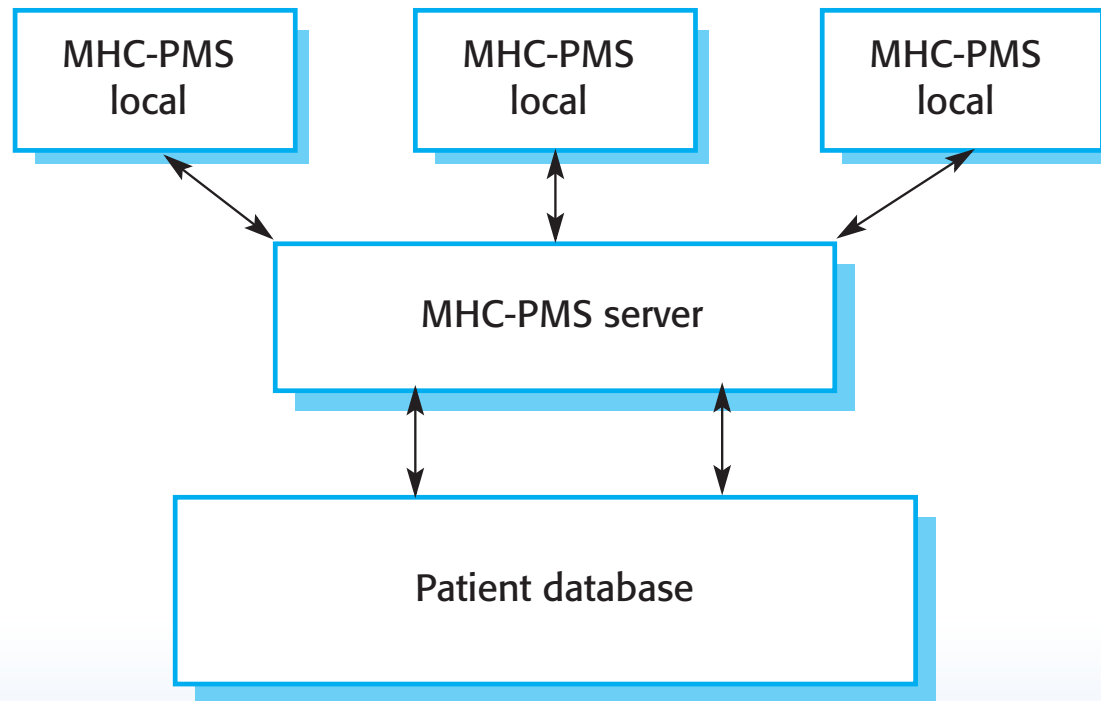 MHC-PMS
local
MHC-PMS
local
MHC-PMS
local
MHC-PMS server
Patient database